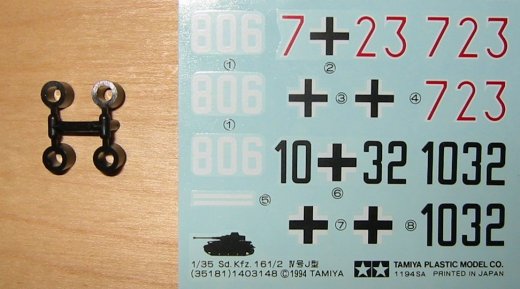 806 7 23 723
① ②
806 ③ ④ 723
①
806 10 32 1032
⑤ ⑥
⑦ ⑧ 1032
1/35 Sd.Kfz. 161/2 Ⅳ号J型
(35181)1403148 ©1994 TAMIYA
TAMIYA PLASTIC MODEL CO.
1194SA PRINTED IN JAPAN